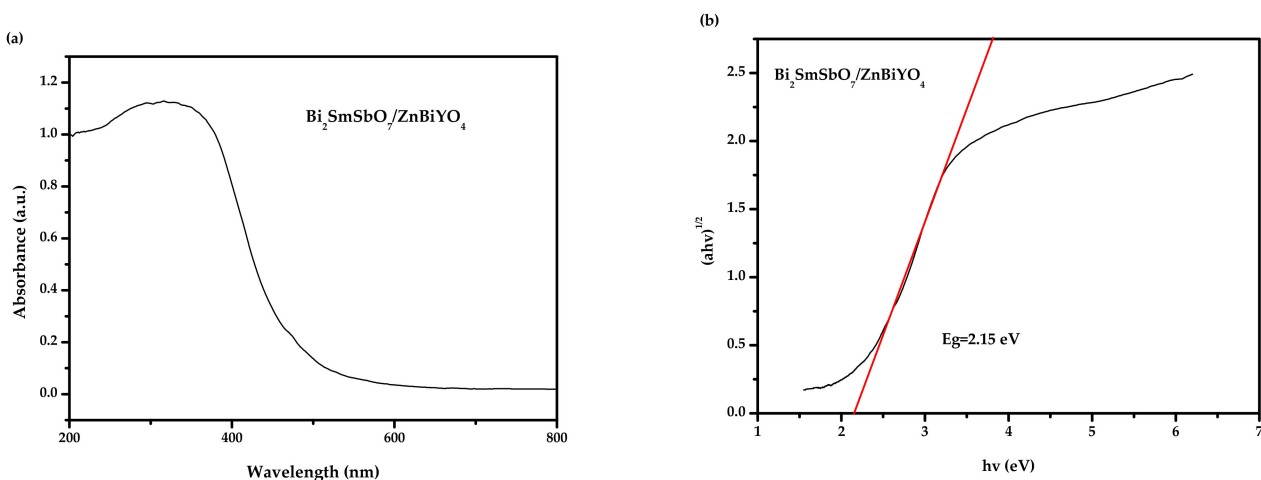 (a)
1.2
1.0
0.8
0.6
0.4
0.2
0.0
Absorbance (a.u.)
Bi₂SmSbO₇/ZnBiYO₄
200 400 600 800
Wavelength (nm)
(b)
2.5
2.0
1.5
1.0
0.5
0.0
(ahv)^1/2
Bi₂SmSbO₇/ZnBiYO₄
Eg=2.15 eV
1 2 3 4 5 6 7
hv (eV)